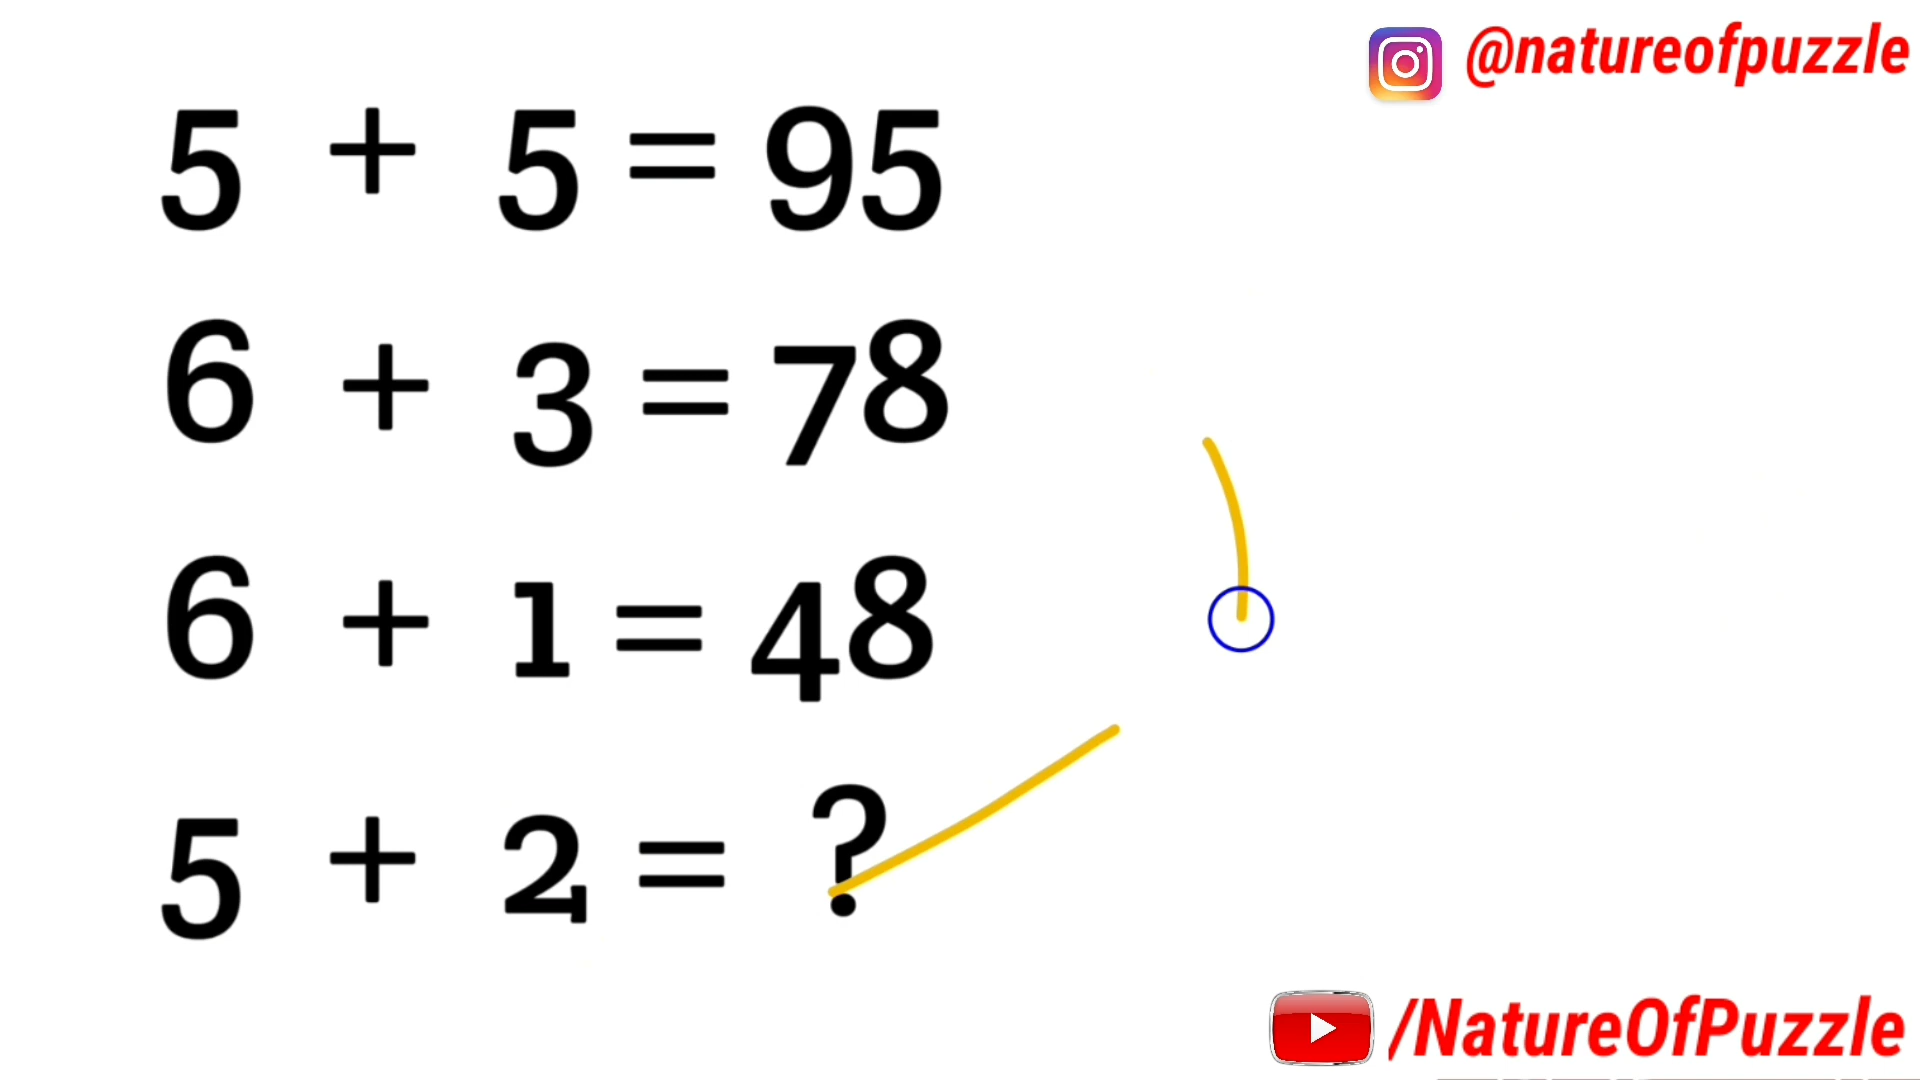 @natureofpuzzle
5 + 5 = 95
6 + 3 = 78
6 + 1 = 48
5 + 2 = ?
/NatureOfPuzzle